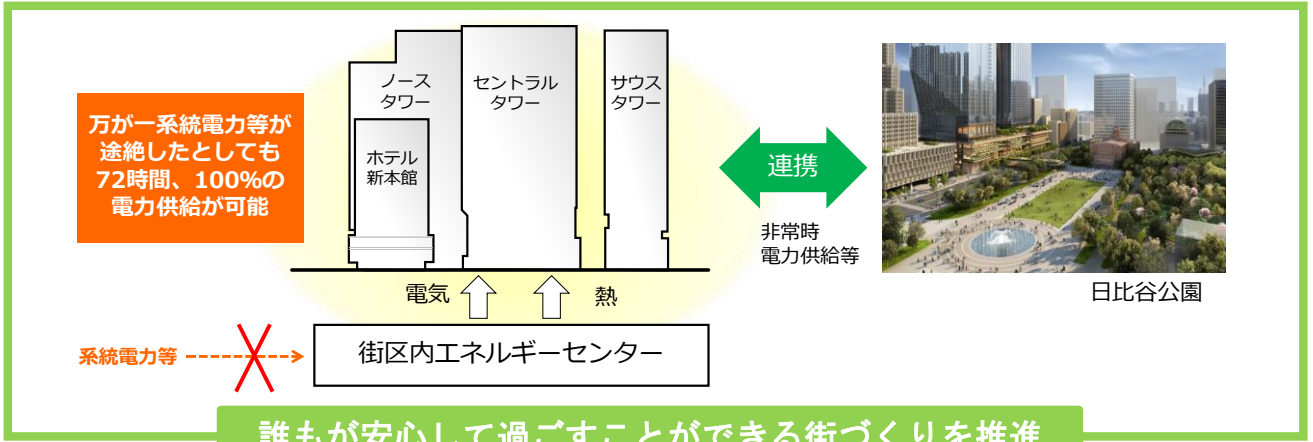 万が一系統電力等が
途絶したとしても
72時間、100%の
電力供給が可能
ノース
タワー
セントラル
タワー
サウス
タワー
ホテル
新本館
連携
非常時
電力供給等
日比谷公園
電気
熱
系統電力等
街区内エネルギーセンター
誰もが安心して過ごすことができる街づくりを推進